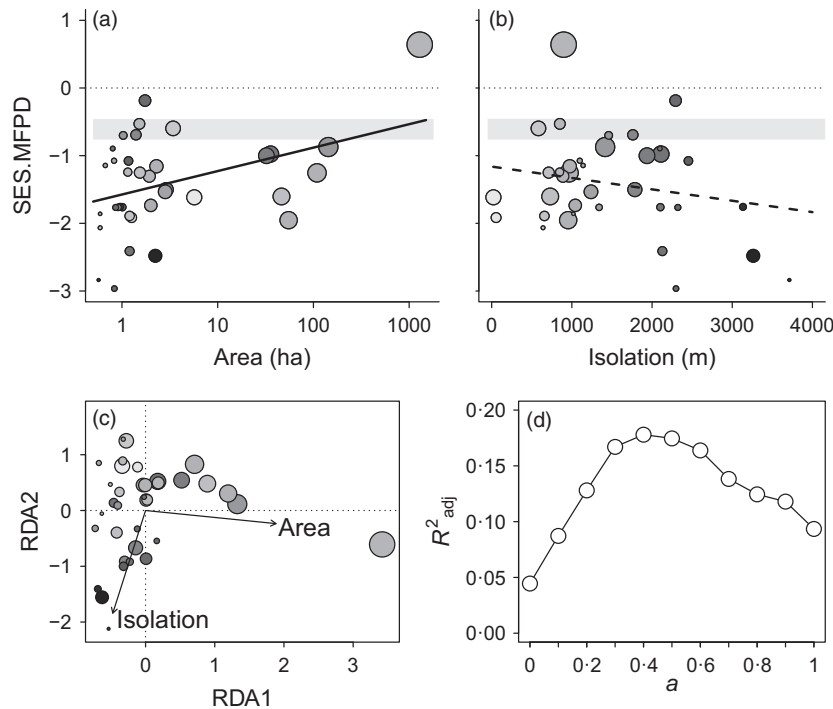 (a)
1
0
−1
−2
−3
SES.MFPD
1 10 100 1000
Area (ha)
(b)
0 1000 2000 3000 4000
Isolation (m)
(c)
1
0
−1
−2
RDA2
Area
Isolation
0 1 2 3
RDA1
(d)
0·20
0·15
0·10
0·05
0·00
R²adj
0 0·2 0·4 0·6 0·8 1
a